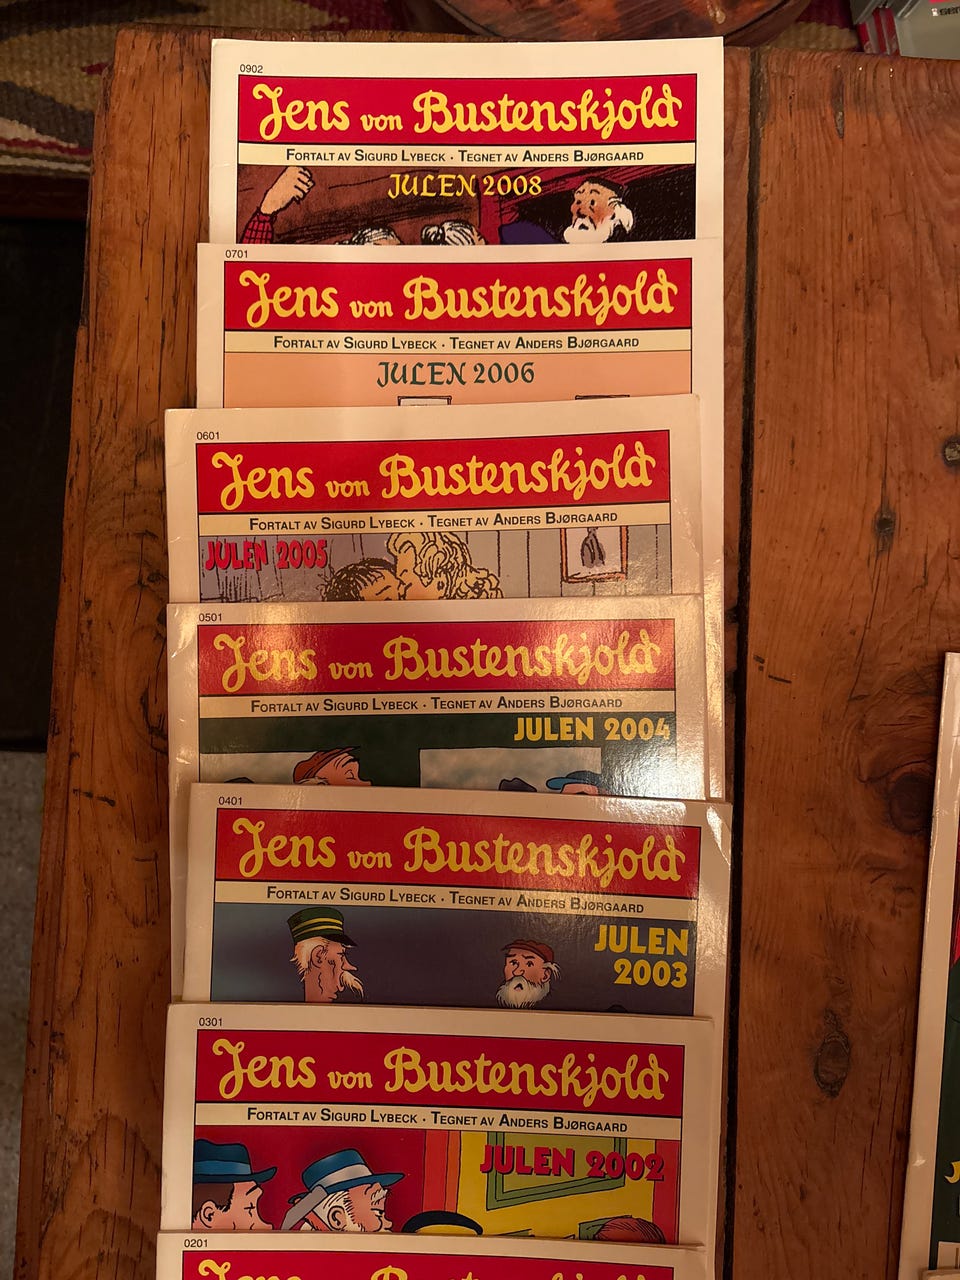 0902
Jens von Bustenskjold
FORTALT AV SIGURD LYBECK · TEGNET AV ANDERS BJØRGAARD
JULEN 2008
0701
Jens von Bustenskjold
FORTALT AV SIGURD LYBECK · TEGNET AV ANDERS BJØRGAARD
JULEN 2006
0601
Jens von Bustenskjold
FORTALT AV SIGURD LYBECK · TEGNET AV ANDERS BJØRGAARD
JULEN 2005
0501
Jens von Bustenskjold
FORTALT AV SIGURD LYBECK · TEGNET AV ANDERS BJØRGAARD
JULEN 2004
0401
Jens von Bustenskjold
FORTALT AV SIGURD LYBECK · TEGNET AV ANDERS BJØRGAARD
JULEN
2003
0301
Jens von Bustenskjold
FORTALT AV SIGURD LYBECK · TEGNET AV ANDERS BJØRGAARD
JULEN 2002
0201
Jens von Bustenskjold